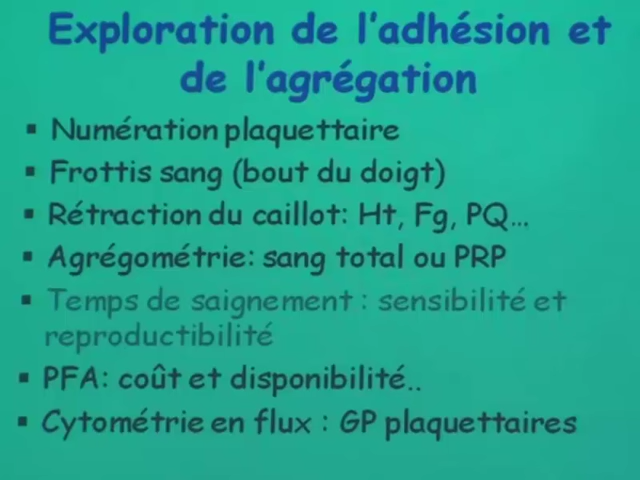 Exploration de l'adhésion et
de l'agrégation
▪ Numération plaquettaire
▪ Frottis sang (bout du doigt)
▪ Rétraction du caillot: Ht, Fg, PQ...
▪ Agrégométrie: sang total ou PRP
▪ Temps de saignement : sensibilité et
reproductibilité
▪ PFA: coût et disponibilité..
▪ Cytométrie en flux : GP plaquettaires